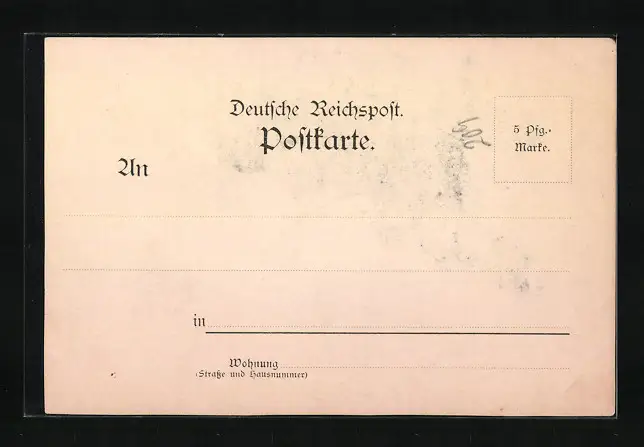 Deutsche Reichspost.
Postkarte.
5 Pfg.-
Marke.
An
in
Wohnung
(Straße und Hausnummer)